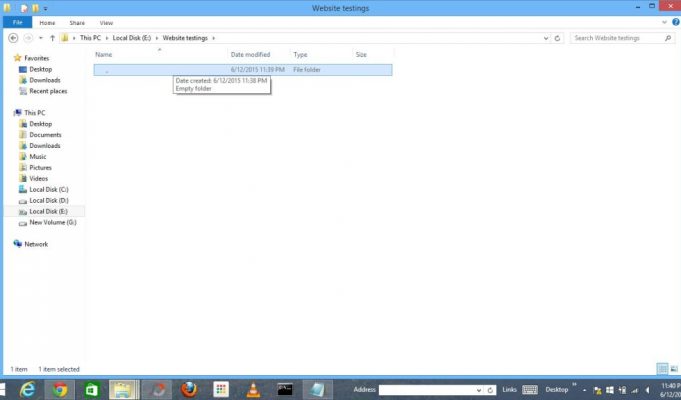 Website testings
File
Home
Share
View
This PC
Local Disk (E:)
Website testings
Search Website testings
Name
Date modified
Type
Size
6/12/2015 11:39 PM
File folder
Date created: 6/12/2015 11:38 PM
Empty folder
Favorites
Desktop
Downloads
Recent places
This PC
Desktop
Documents
Downloads
Music
Pictures
Videos
Local Disk (C:)
Local Disk (D:)
Local Disk (E:)
New Volume (G:)
Network
1 item
1 item selected
Address
Links
Desktop
11:40 P